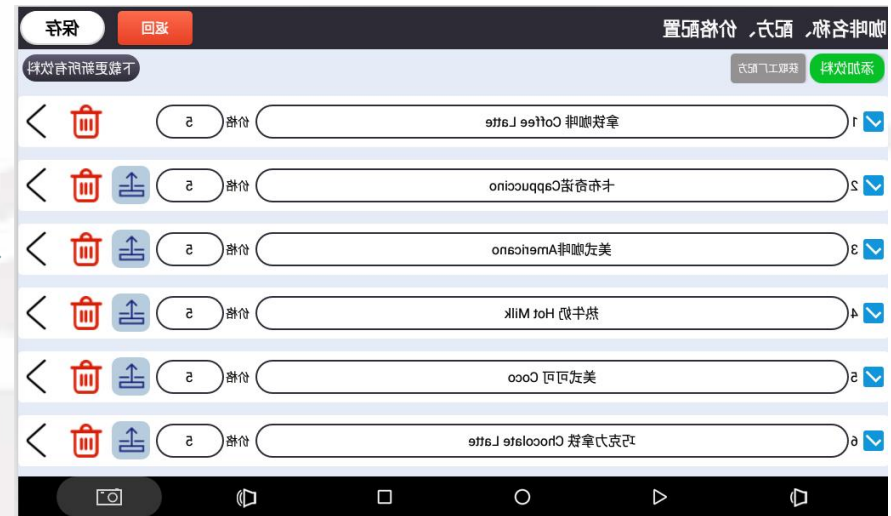 咖啡名称、配方、价格配置 返回 保存
添加饮料 获取工厂配方 下载更新所有饮料
1 拿铁咖啡 Coffee Latte 价格 5
2 卡布奇诺Cappuccino 价格 5
3 美式咖啡Americano 价格 5
4 热牛奶 Hot Milk 价格 5
5 美式可可 Coco 价格 5
6 巧克力拿铁 Chocolate Latte 价格 5